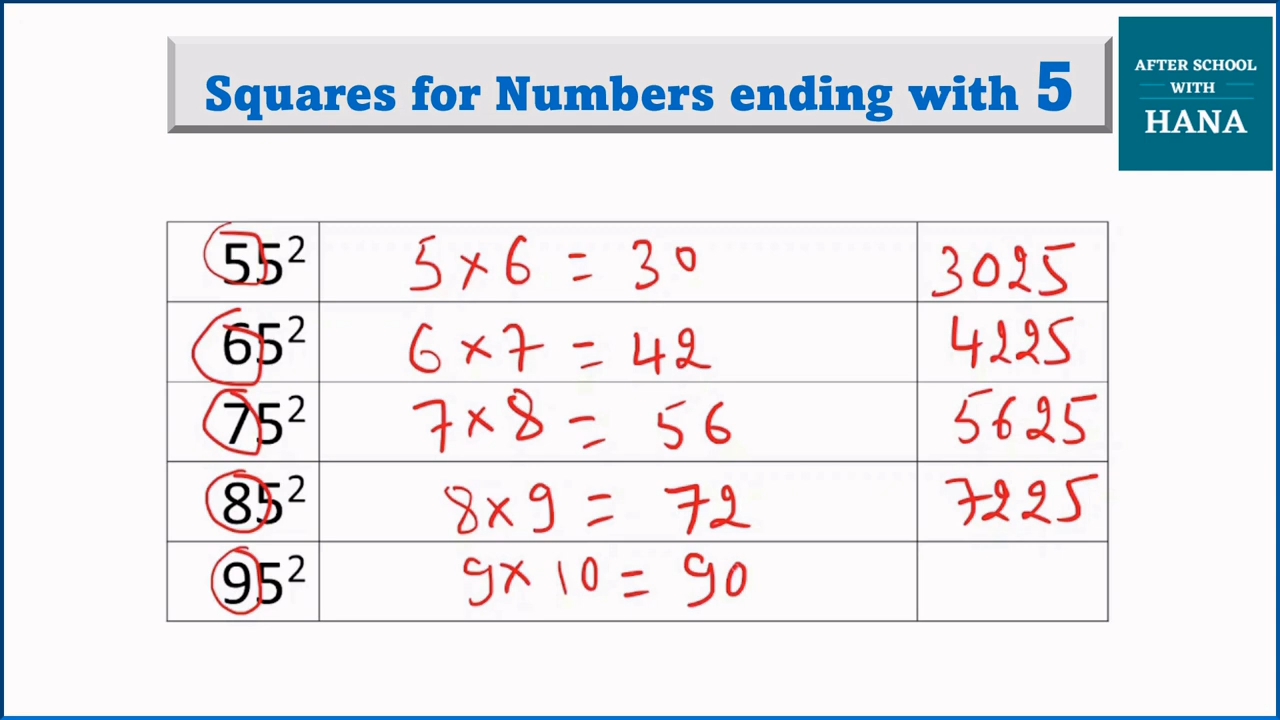 Squares for Numbers ending with 5
AFTER SCHOOL
WITH
HANA
55² 5 × 6 = 30 3025
65² 6 × 7 = 42 4225
75² 7 × 8 = 56 5625
85² 8 × 9 = 72 7225
95² 9 × 10 = 90